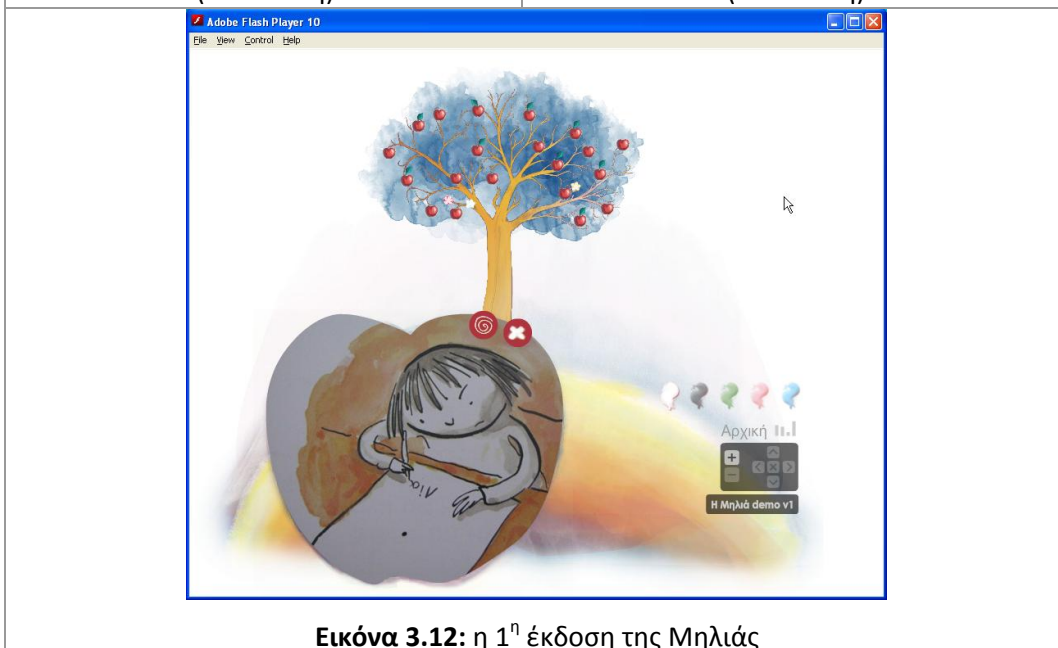 Adobe Flash Player 10
File View Control Help
Λία
Αρχική
Η Μηλιά demo v1
Εικόνα 3.12: η 1η έκδοση της Μηλιάς